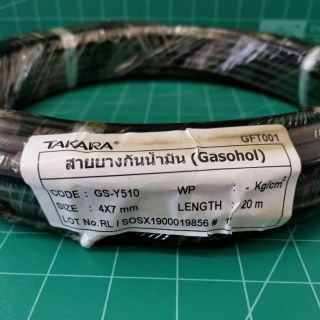 TAKARA GFT001
สายยางกันน้ำมัน (Gasohol)
CODE : GS-Y510 WP : - Kg/cm²
SIZE : 4X7 mm LENGTH : 20 m
LOT No.RL / SOSX1900019856 # 1